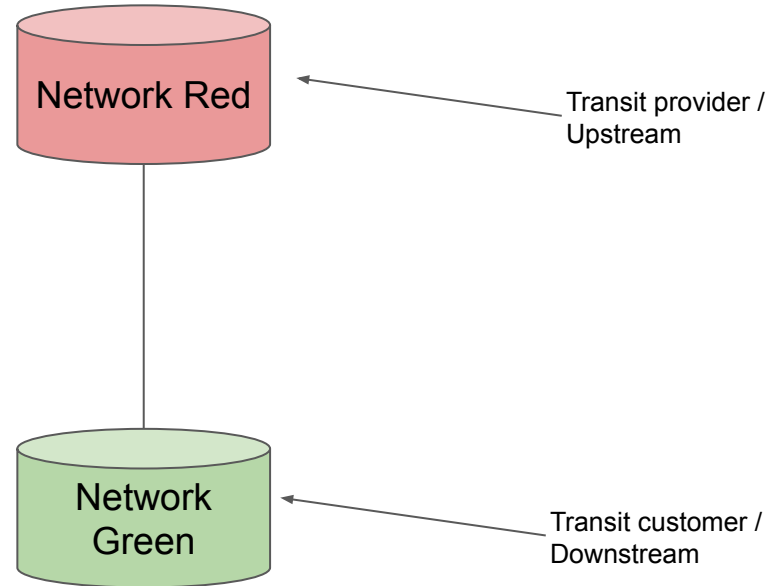 Network Red
Transit provider /
Upstream
Network
Green
Transit customer /
Downstream